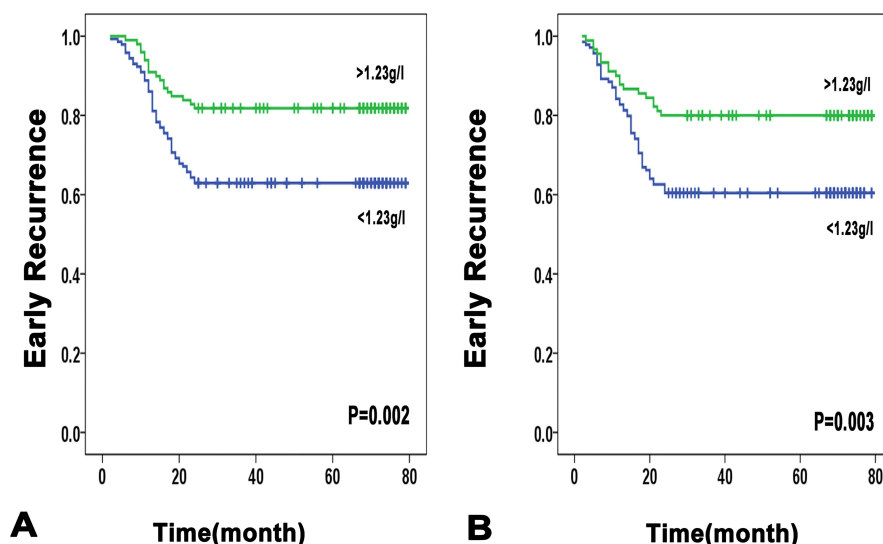 1.0
0.8
0.6
0.4
0.2
0.0
Early Recurrence
>1.23g/l
<1.23g/l
P=0.002
0 20 40 60 80
A
Time(month)
1.0
0.8
0.6
0.4
0.2
0.0
Early Recurrence
>1.23g/l
<1.23g/l
P=0.003
0 20 40 60 80
B
Time(month)